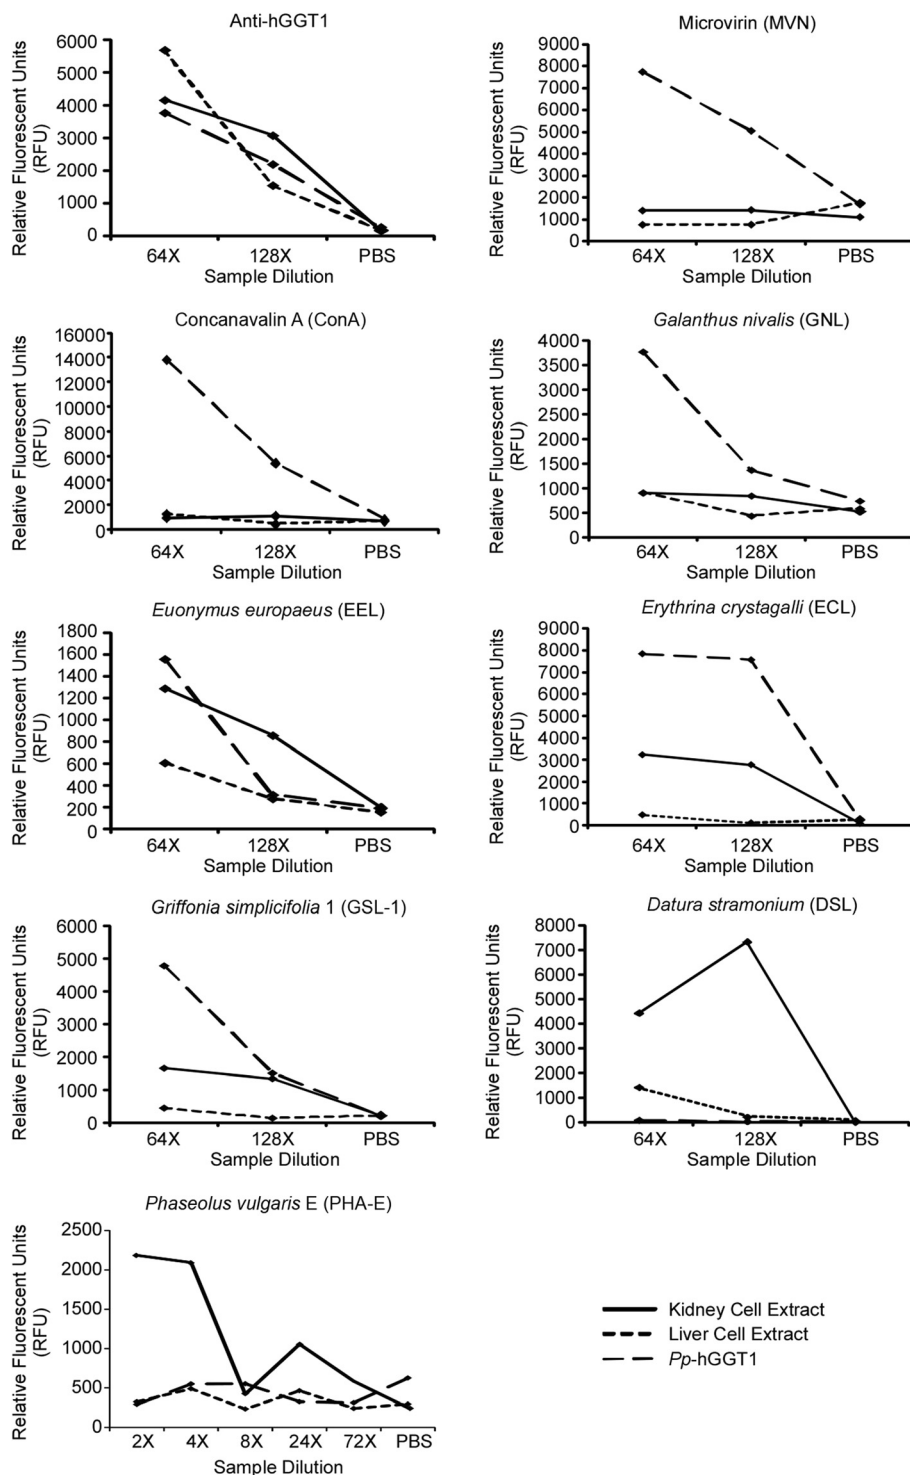 Anti-hGGT1
Relative Fluorescent Units
(RFU)
6000
5000
4000
3000
2000
1000
0
64X 128X PBS
Sample Dilution
Microvirin (MVN)
Relative Fluorescent Units
(RFU)
9000
8000
7000
6000
5000
4000
3000
2000
1000
0
64X 128X PBS
Sample Dilution
Concanavalin A (ConA)
Relative Fluorescent Units
(RFU)
16000
14000
12000
10000
8000
6000
4000
2000
0
64X 128X PBS
Sample Dilution
Galanthus nivalis (GNL)
Relative Fluorescent Units
(RFU)
4000
3500
3000
2500
2000
1500
1000
500
0
64X 128X PBS
Sample Dilution
Euonymus europaeus (EEL)
Relative Fluorescent Units
(RFU)
1800
1600
1400
1200
1000
800
600
400
200
0
64X 128X PBS
Sample Dilution
Erythrina crystagalli (ECL)
Relative Fluorescent Units
(RFU)
9000
8000
7000
6000
5000
4000
3000
2000
1000
0
64X 128X PBS
Sample Dilution
Griffonia simplicifolia 1 (GSL-1)
Relative Fluorescent Units
(RFU)
6000
5000
4000
3000
2000
1000
0
64X 128X PBS
Sample Dilution
Datura stramonium (DSL)
Relative Fluorescent Units
(RFU)
8000
7000
6000
5000
4000
3000
2000
1000
0
64X 128X PBS
Sample Dilution
Phaseolus vulgaris E (PHA-E)
Relative Fluorescent Units
(RFU)
2500
2000
1500
1000
500
0
2X 4X 8X 24X 72X PBS
Sample Dilution
Kidney Cell Extract
Liver Cell Extract
Pp-hGGT1